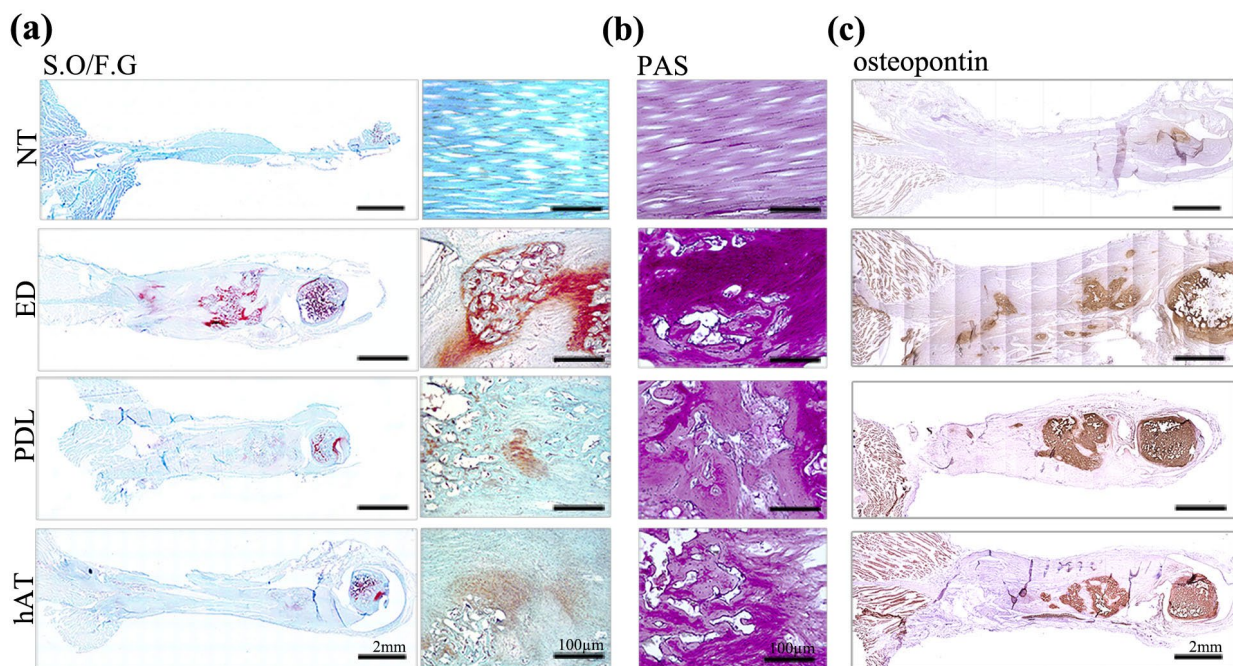 (a)
(b)
(c)
S.O/F.G
PAS
osteopontin
NT
ED
PDL
hAT
2mm
100µm
100µm
2mm